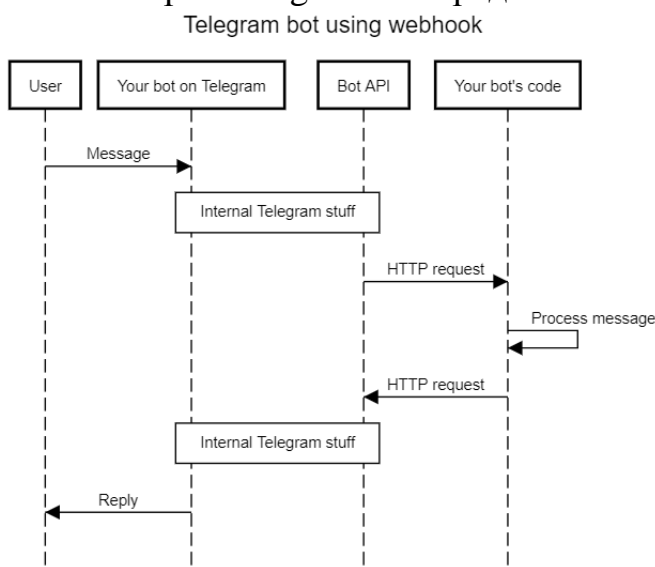 Telegram bot using webhook
User
Your bot on Telegram
Bot API
Your bot's code
Message
Internal Telegram stuff
HTTP request
Process message
HTTP request
Internal Telegram stuff
Reply